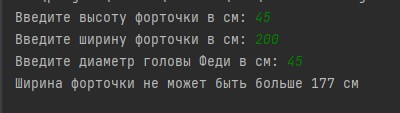 Введите высоту форточки в см: 45
Введите ширину форточки в см: 200
Введите диаметр головы Феди в см: 45
Ширина форточки не может быть больше 177 см